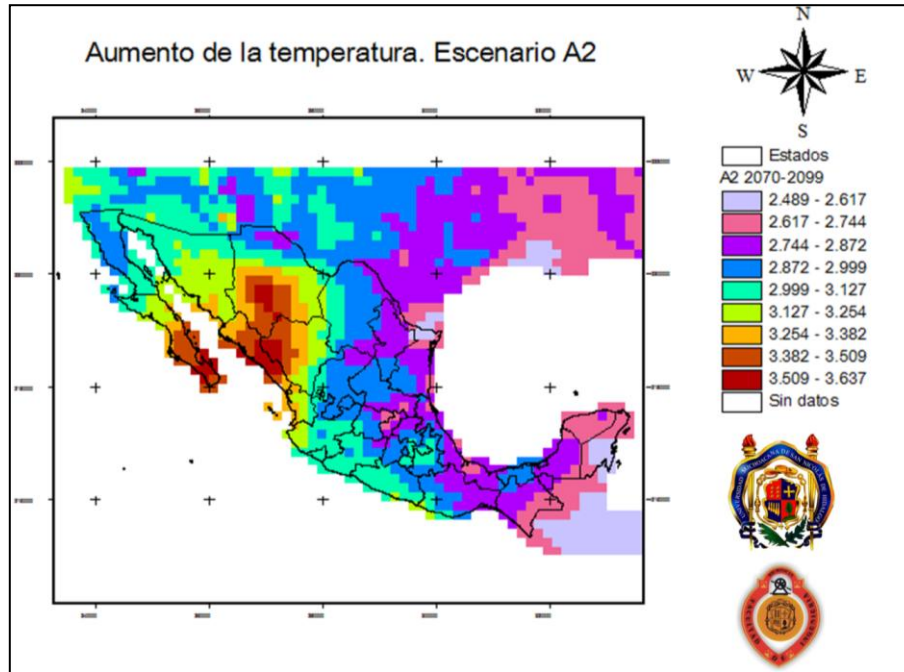 Aumento de la temperatura. Escenario A2
N
W E
S
Estados
A2 2070-2099
2.489 - 2.617
2.617 - 2.744
2.744 - 2.872
2.872 - 2.999
2.999 - 3.127
3.127 - 3.254
3.254 - 3.382
3.382 - 3.509
3.509 - 3.637
Sin datos